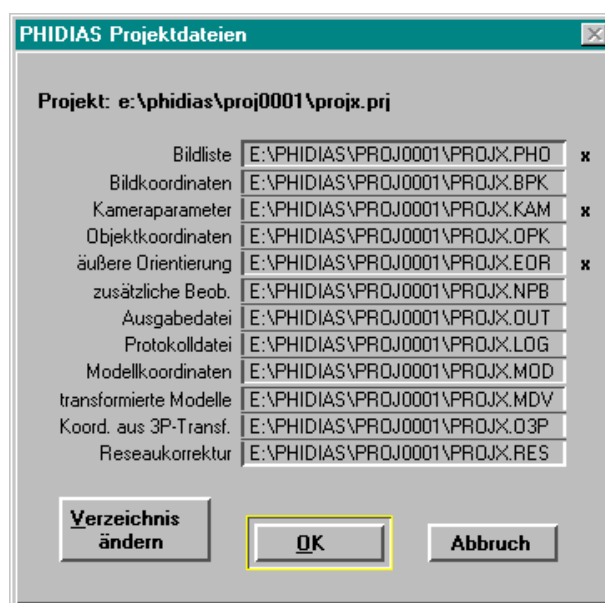 PHIDIAS Projektdateien
Projekt: e:\phidias\proj0001\projx.prj
Bildliste E:\PHIDIAS\PROJ0001\PROJX.PHO x
Bildkoordinaten E:\PHIDIAS\PROJ0001\PROJX.BPK
Kameraparameter E:\PHIDIAS\PROJ0001\PROJX.KAM x
Objektkoordinaten E:\PHIDIAS\PROJ0001\PROJX.OPK
äußere Orientierung E:\PHIDIAS\PROJ0001\PROJX.EOR x
zusätzliche Beob. E:\PHIDIAS\PROJ0001\PROJX.NPB
Ausgabedatei E:\PHIDIAS\PROJ0001\PROJX.OUT
Protokolldatei E:\PHIDIAS\PROJ0001\PROJX.LOG
Modellkoordinaten E:\PHIDIAS\PROJ0001\PROJX.MOD
transformierte Modelle E:\PHIDIAS\PROJ0001\PROJX.MDV
Koord. aus 3P-Transf. E:\PHIDIAS\PROJ0001\PROJX.O3P
Reseaukorrektur E:\PHIDIAS\PROJ0001\PROJX.RES
Verzeichnis
ändern
OK
Abbruch